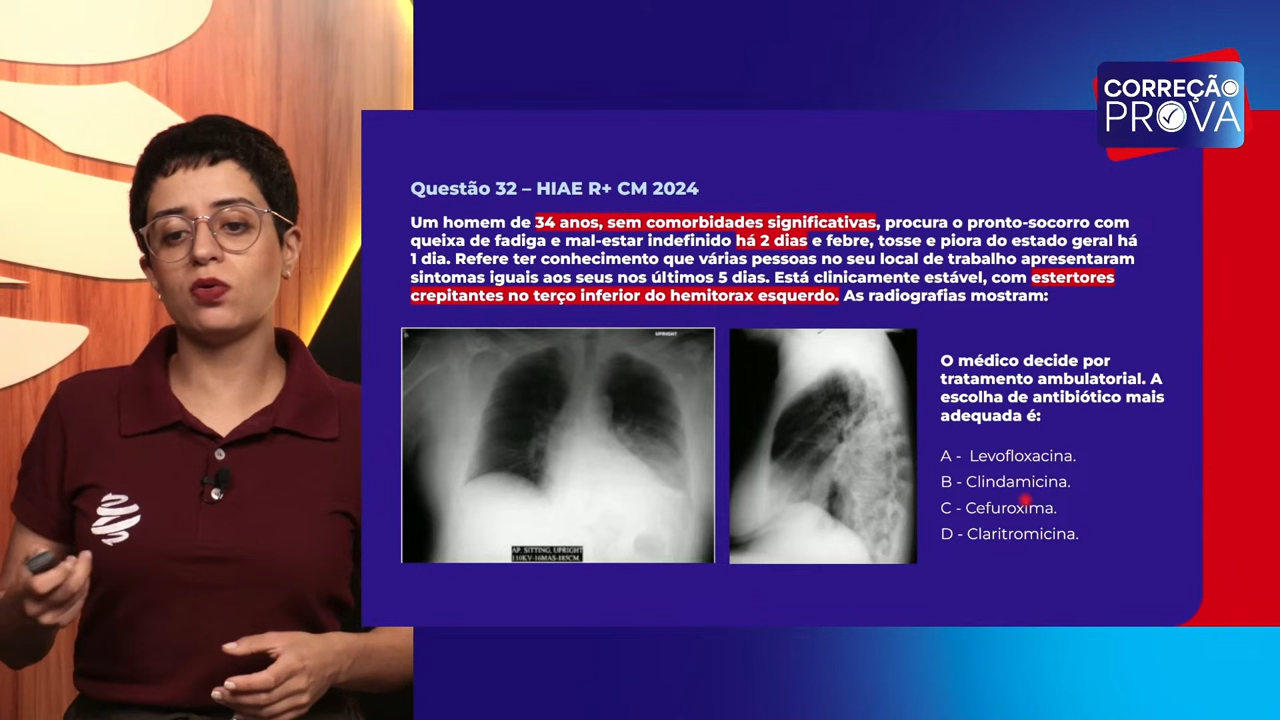 CORREÇÃO
PROVA
Questão 32 – HIAE R+ CM 2024
Um homem de 34 anos, sem comorbidades significativas, procura o pronto-socorro com
queixa de fadiga e mal-estar indefinido há 2 dias e febre, tosse e piora do estado geral há
1 dia. Refere ter conhecimento que várias pessoas no seu local de trabalho apresentaram
sintomas iguais aos seus nos últimos 5 dias. Está clinicamente estável, com estertores
crepitantes no terço inferior do hemitorax esquerdo. As radiografias mostram:
UPRIGHT
AP. SITTING, UPRIGHT
110KV-16MAS-185CM
O médico decide por
tratamento ambulatorial. A
escolha de antibiótico mais
adequada é:
A - Levofloxacina.
B - Clindamicina.
C - Cefuroxima.
D - Claritromicina.